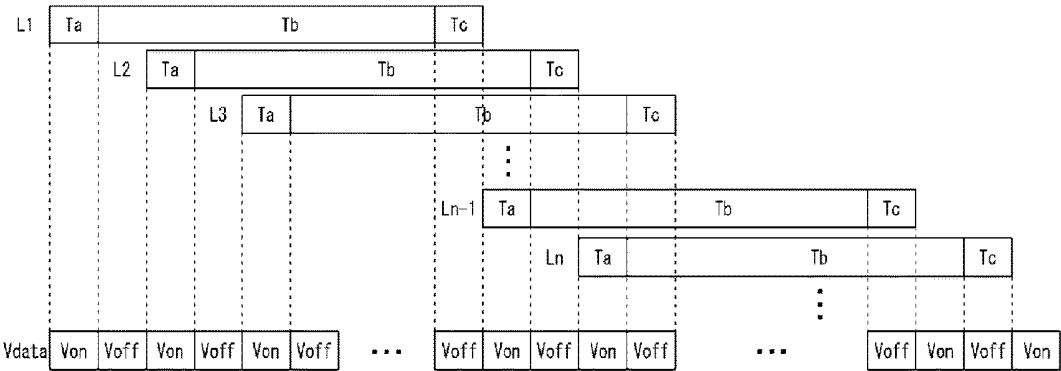 L1 Ta Tb Tc
L2 Ta Tb Tc
L3 Ta Tb Tc
Ln-1 Ta Tb Tc
Ln Ta Tb Tc
Vdata Von Voff Von Voff Von Voff ••• Voff Von Voff Von Voff ••• Voff Von Voff Von